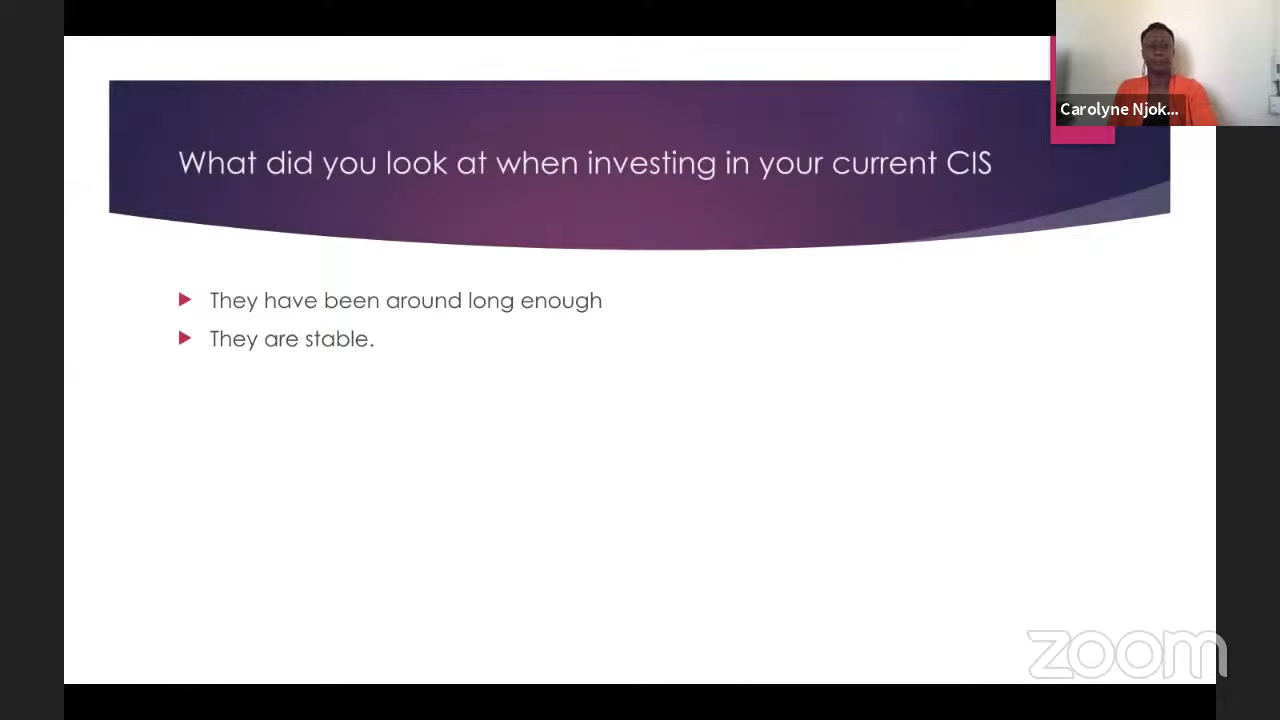 Carolyne Njok...
What did you look at when investing in your current CIS
They have been around long enough
They are stable.
zoom